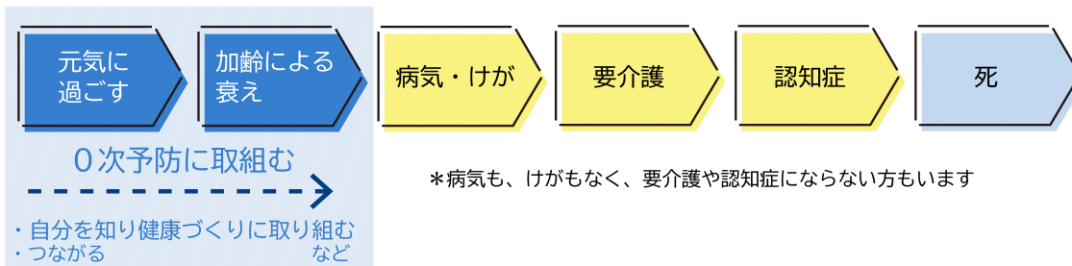 元気に
過ごす
加齢による
衰え
病気・けが
要介護
認知症
死
０次予防に取組む
＊病気も、けがもなく、要介護や認知症にならない方もいます
・自分を知り健康づくりに取り組む
・つながる　など